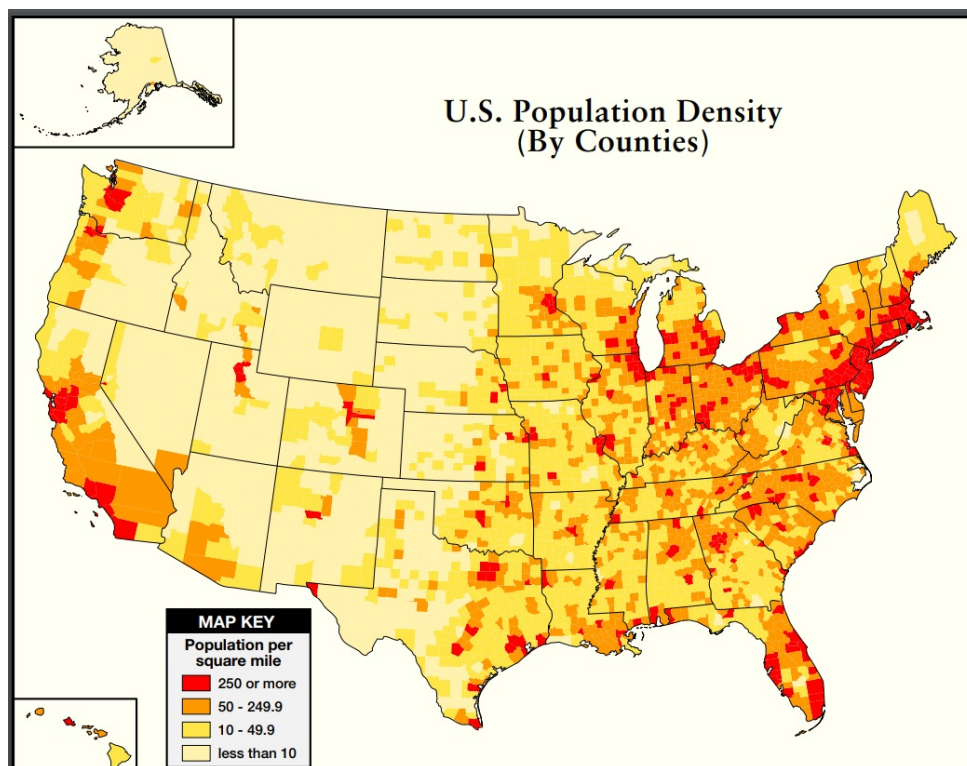 U.S. Population Density
(By Counties)
MAP KEY
Population per
square mile
250 or more
50 - 249.9
10 - 49.9
less than 10